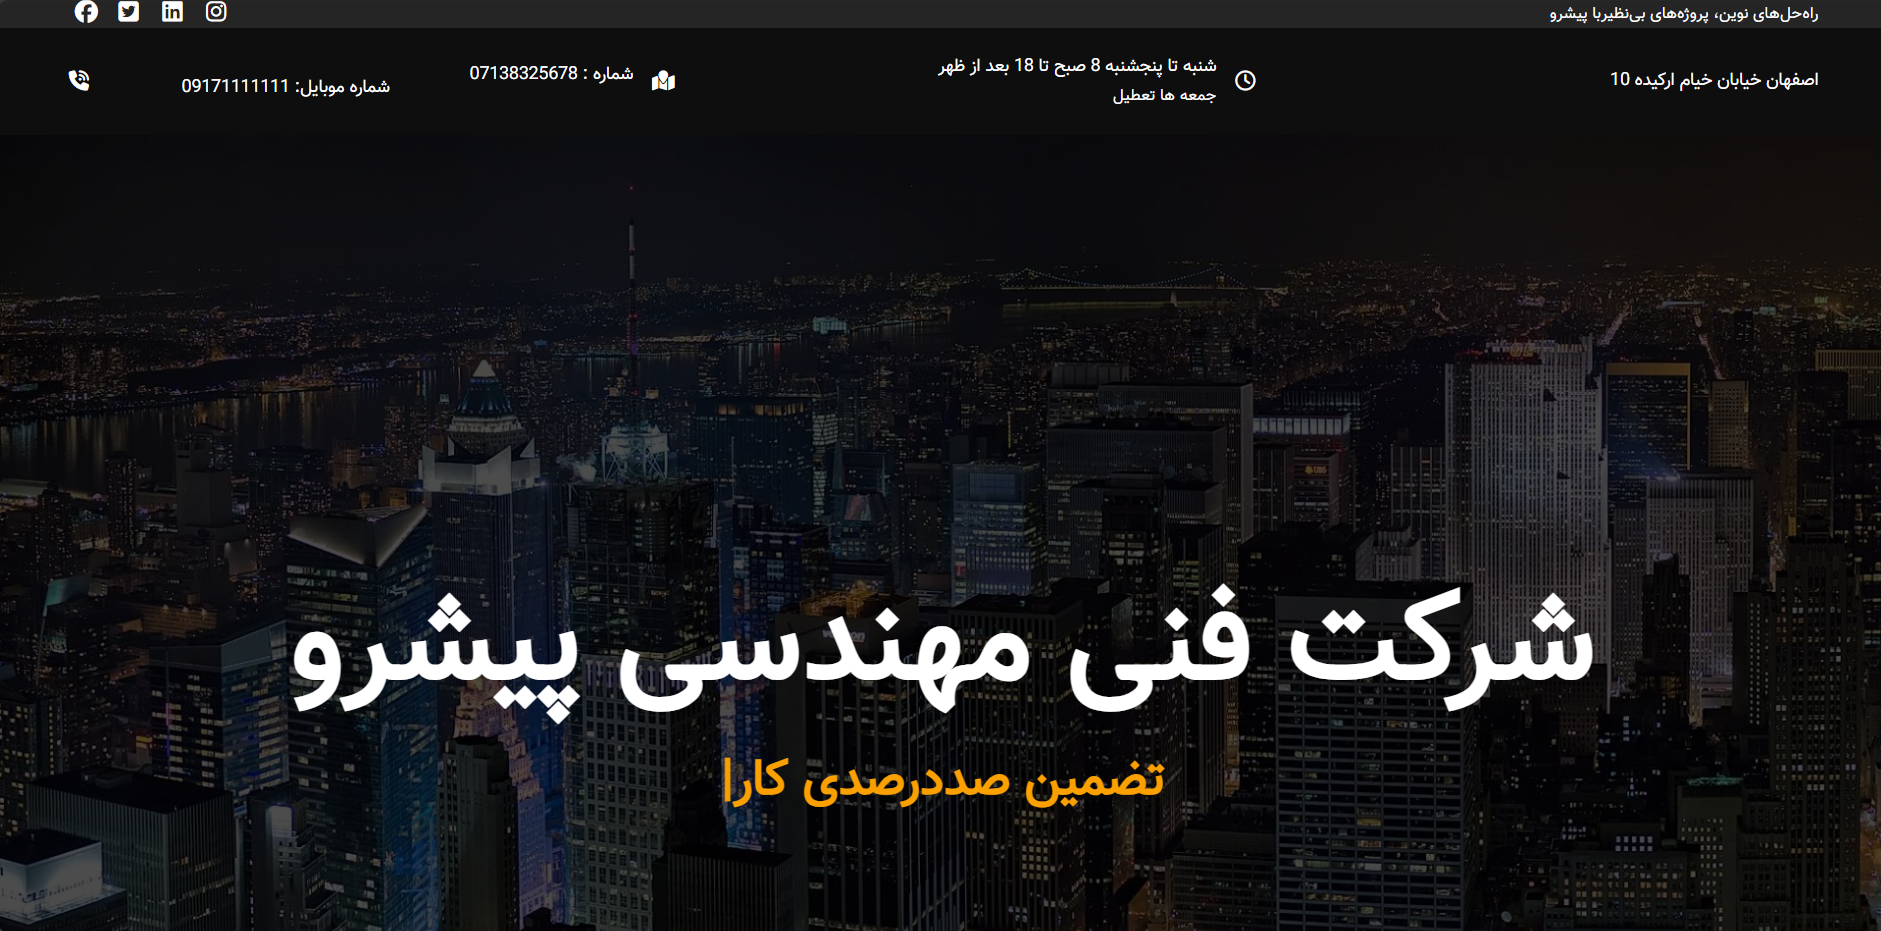 راه‌حل‌های نوین، پروژه‌های بی‌نظیربا پیشرو
اصفهان خیابان خیام ارکیده 10
شنبه تا پنجشنبه 8 صبح تا 18 بعد از ظهر
جمعه ها تعطیل
شماره : 07138325678
شماره موبایل: 09171111111
شرکت فنی مهندسی پیشرو
تضمین صددرصدی کارا
UBS